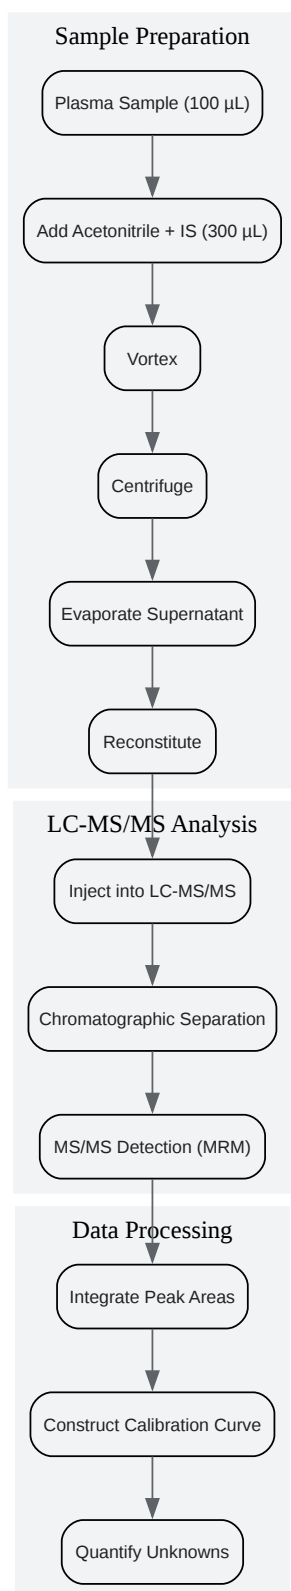 Sample Preparation
Plasma Sample (100 µL)
Add Acetonitrile + IS (300 µL)
Vortex
Centrifuge
Evaporate Supernatant
Reconstitute
LC-MS/MS Analysis
Inject into LC-MS/MS
Chromatographic Separation
MS/MS Detection (MRM)
Data Processing
Integrate Peak Areas
Construct Calibration Curve
Quantify Unknowns